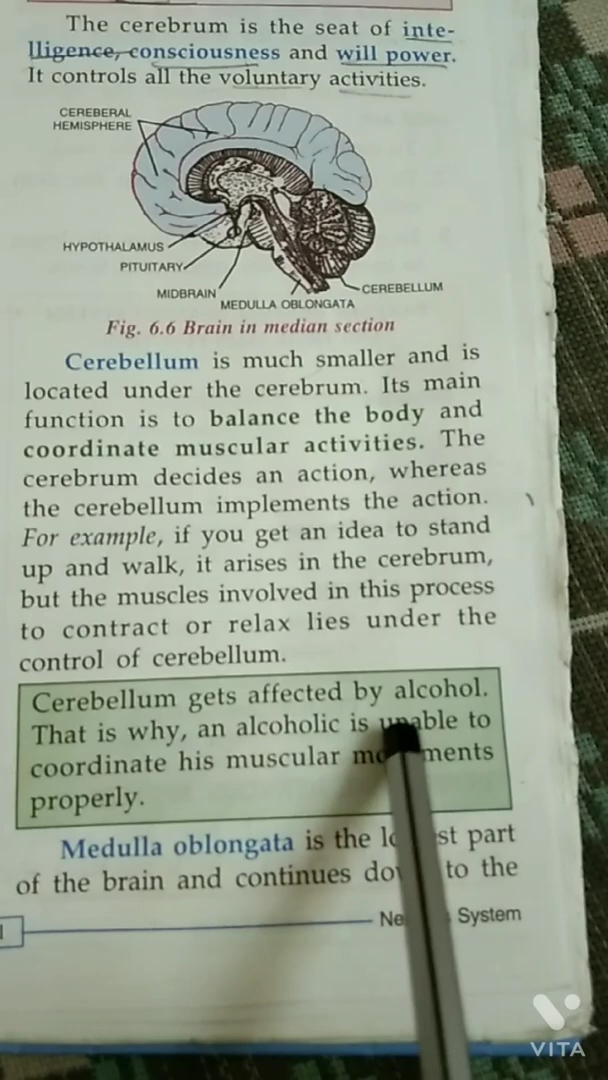 The cerebrum is the seat of inte-
lligence, consciousness and will power.
It controls all the voluntary activities.
CEREBERAL
HEMISPHERE
HYPOTHALAMUS
PITUITARY
MIDBRAIN
MEDULLA OBLONGATA
CEREBELLUM
Fig. 6.6 Brain in median section
Cerebellum is much smaller and is
located under the cerebrum. Its main
function is to balance the body and
coordinate muscular activities. The
cerebrum decides an action, whereas
the cerebellum implements the action.
For example, if you get an idea to stand
up and walk, it arises in the cerebrum,
but the muscles involved in this process
to contract or relax lies under the
control of cerebellum.
Cerebellum gets affected by alcohol.
That is why, an alcoholic is unable to
coordinate his muscular
properly.
Medulla oblongata is the part
of the brain and continues to the
System
VITA